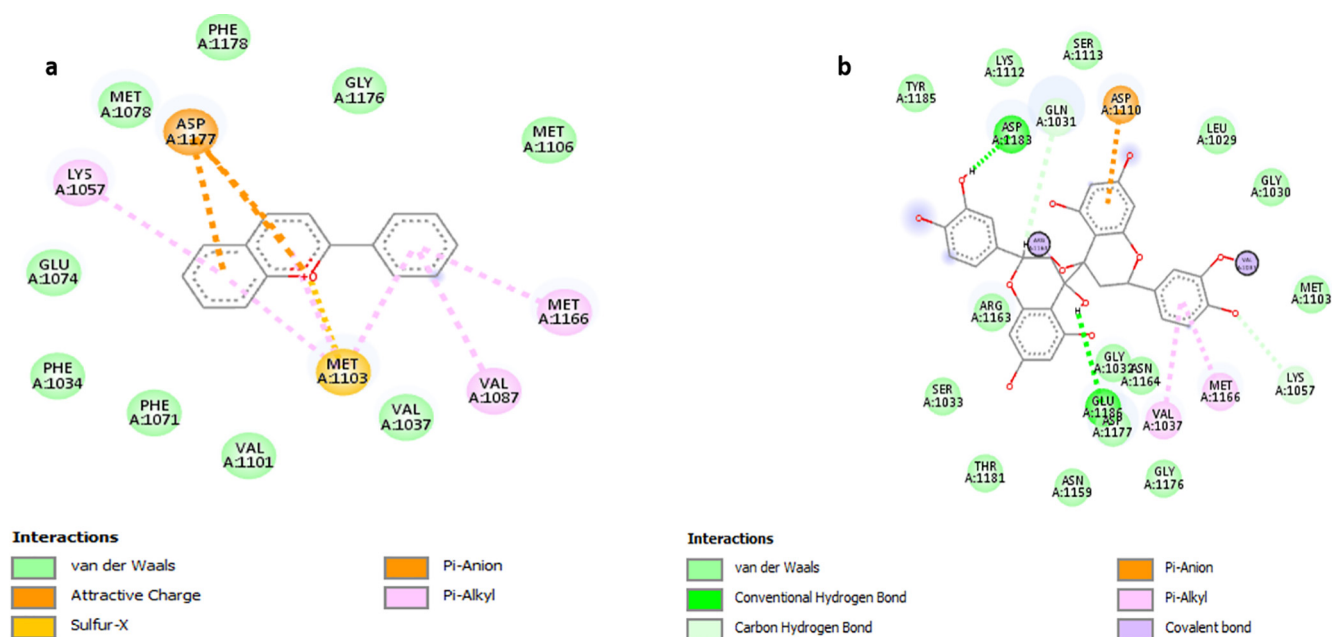 a
PHE
A:1178
MET
A:1078
GLY
A:1176
ASP
A:1177
MET
A:1106
LYS
A:1057
GLU
A:1074
MET
A:1166
PHE
A:1034
MET
A:1103
VAL
A:1087
PHE
A:1071
VAL
A:1037
VAL
A:1101
O
+
Interactions
van der Waals
Attractive Charge
Sulfur-X
Pi-Anion
Pi-Alkyl
b
SER
A:1113
LYS
A:1112
TYR
A:1185
GLN
A:1031
ASP
A:1110
ASP
A:1183
LEU
A:1029
GLY
A:1030
MET
A:1103
ARG
A:1163
GLY
A:1032
ASN
A:1164
SER
A:1033
GLU
A:1186
ASP
A:1177
VAL
A:1037
MET
A:1166
LYS
A:1057
THR
A:1181
ASN
A:1159
GLY
A:1176
H
O
O
H
O
O
O
O
O
O
O
O
H
O
O
VAL
Interactions
van der Waals
Conventional Hydrogen Bond
Carbon Hydrogen Bond
Pi-Anion
Pi-Alkyl
Covalent bond